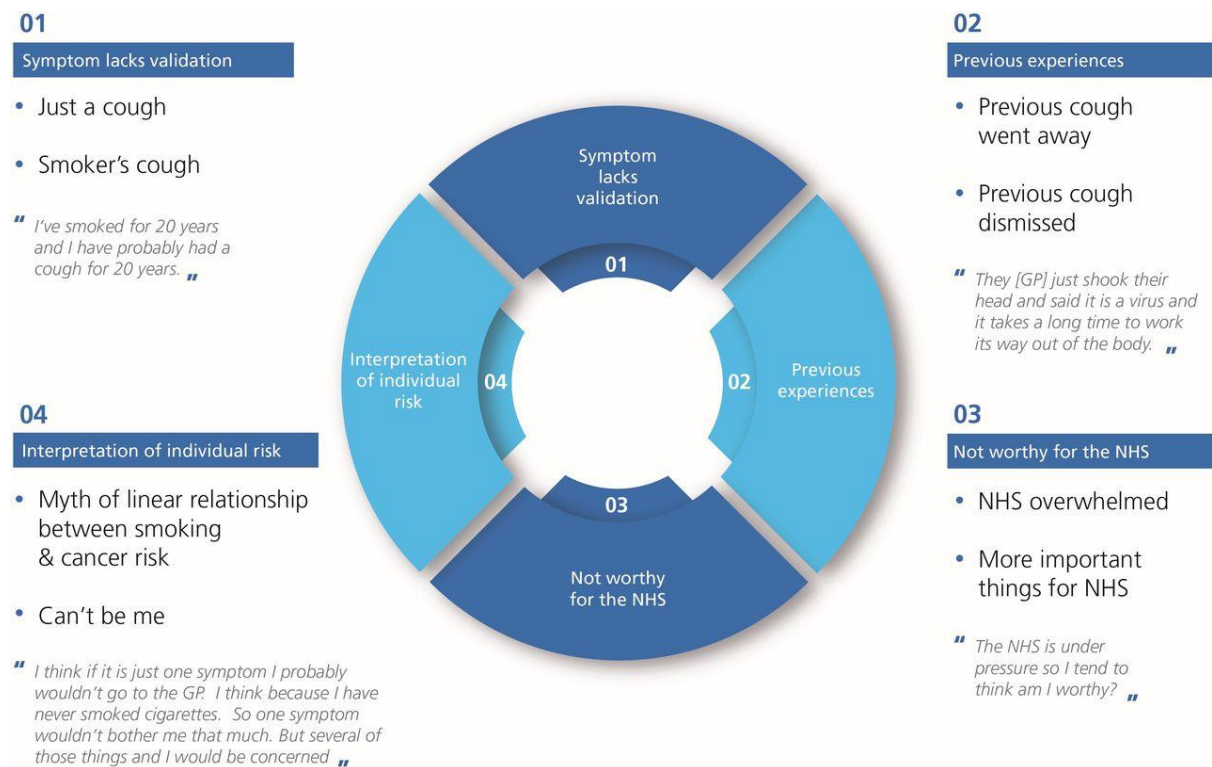 01
Symptom lacks validation
• Just a cough
• Smoker's cough
" I've smoked for 20 years
and I have probably had a
cough for 20 years. "
02
Previous experiences
• Previous cough
went away
• Previous cough
dismissed
" They [GP] just shook their
head and said it is a virus and
it takes a long time to work
its way out of the body. "
Symptom
lacks
validation
01
Previous
experiences
02
Not worthy
for the NHS
03
Interpretation
of individual
risk
04
04
Interpretation of individual risk
• Myth of linear relationship
between smoking
& cancer risk
• Can't be me
" I think if it is just one symptom I probably
wouldn't go to the GP. I think because I have
never smoked cigarettes. So one symptom
wouldn't bother me that much. But several of
those things and I would be concerned "
03
Not worthy for the NHS
• NHS overwhelmed
• More important
things for NHS
" The NHS is under
pressure so I tend to
think am I worthy? "